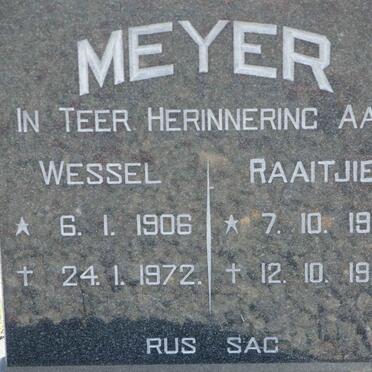 MEYER
IN TEER HERINNERING AA
WESSEL RAAITJIE
* 6. 1. 1906 * 7. 10. 19
† 24. 1. 1972. † 12. 10. 19
RUS SAG